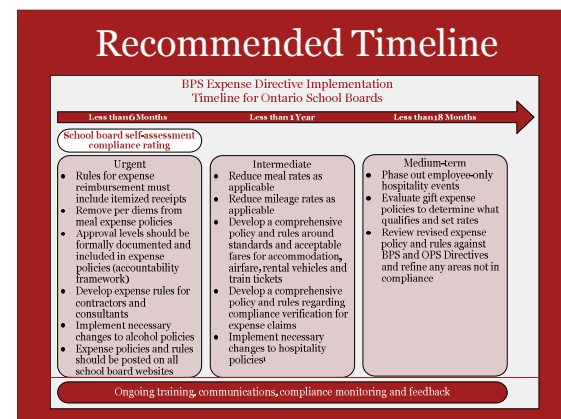 Recommended Timeline
BPS Expense Directive Implementation
Timeline for Ontario School Boards
Less than 6 Months
Less than 1 Year
Less than 18 Months
School board self-assessment
compliance rating
Urgent
• Rules for expense
reimbursement must
include itemized receipts
• Remove per diems from
meal expense policies
• Approval levels should be
formally documented and
included in expense
policies (accountability
framework)
• Develop expense rules for
contractors and
consultants
• Implement necessary
changes to alcohol policies
• Expense policies and rules
should be posted on all
school board websites
Intermediate
• Reduce meal rates as
applicable
• Reduce mileage rates as
applicable
• Develop a comprehensive
policy and rules around
standards and acceptable
fares for accommodation,
airfare, rental vehicles and
train tickets
• Develop a comprehensive
policy and rules regarding
compliance verification for
expense claims
• Implement necessary
changes to hospitality
policies¹
Medium-term
• Phase out employee-only
hospitality events
• Evaluate gift expense
policies to determine what
qualifies and set rates
• Review revised expense
policy and rules against
BPS and OPS Directives
and refine any areas not in
compliance
Ongoing training, communications, compliance monitoring and feedback